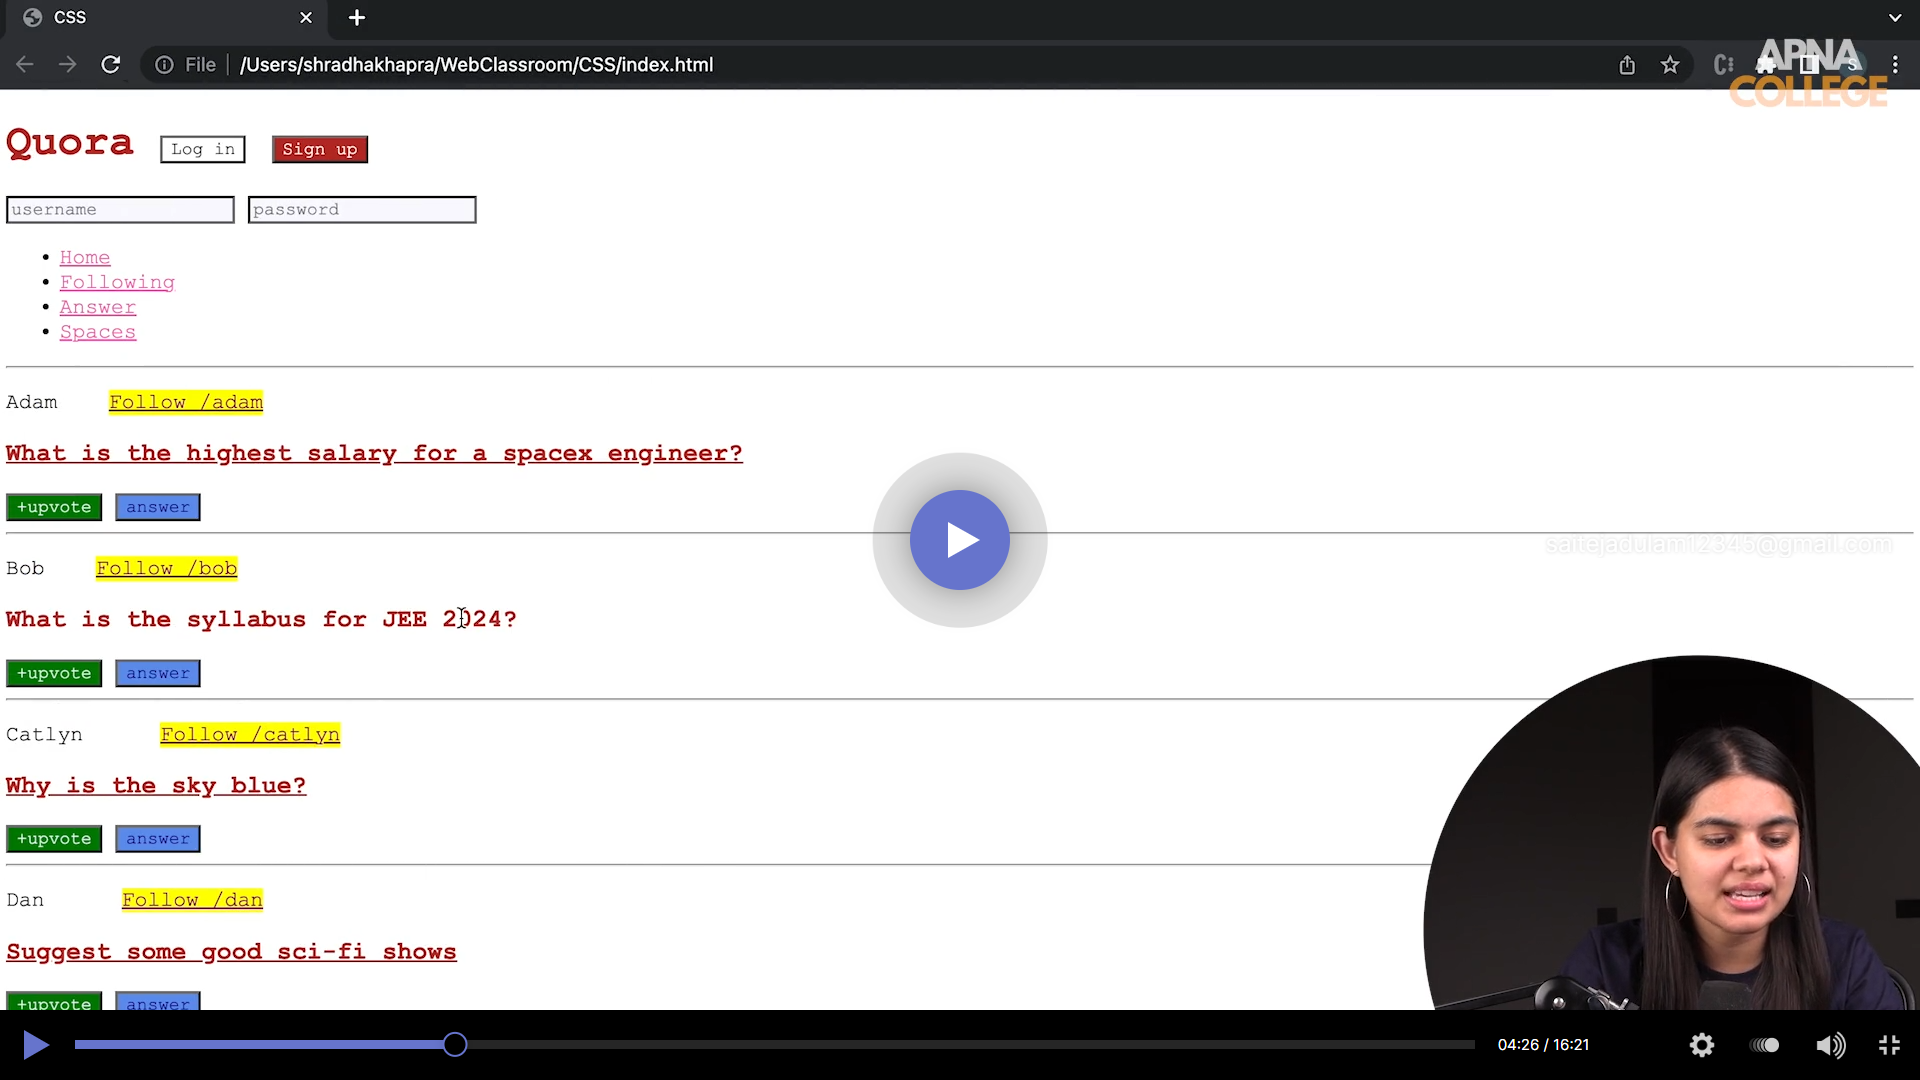 CSS
File
/Users/shradhakhapra/WebClassroom/CSS/index.html
APNA
COLLEGE
Quora
Log in
Sign up
username
password
Home
Following
Answer
Spaces
Adam
Follow /adam
What is the highest salary for a spacex engineer?
+upvote
answer
saitejadulam12345@gmail.com
Bob
Follow /bob
What is the syllabus for JEE 2024?
+upvote
answer
Catlyn
Follow /catlyn
Why is the sky blue?
+upvote
answer
Dan
Follow /dan
Suggest some good sci-fi shows
+upvote
answer
04:26 / 16:21